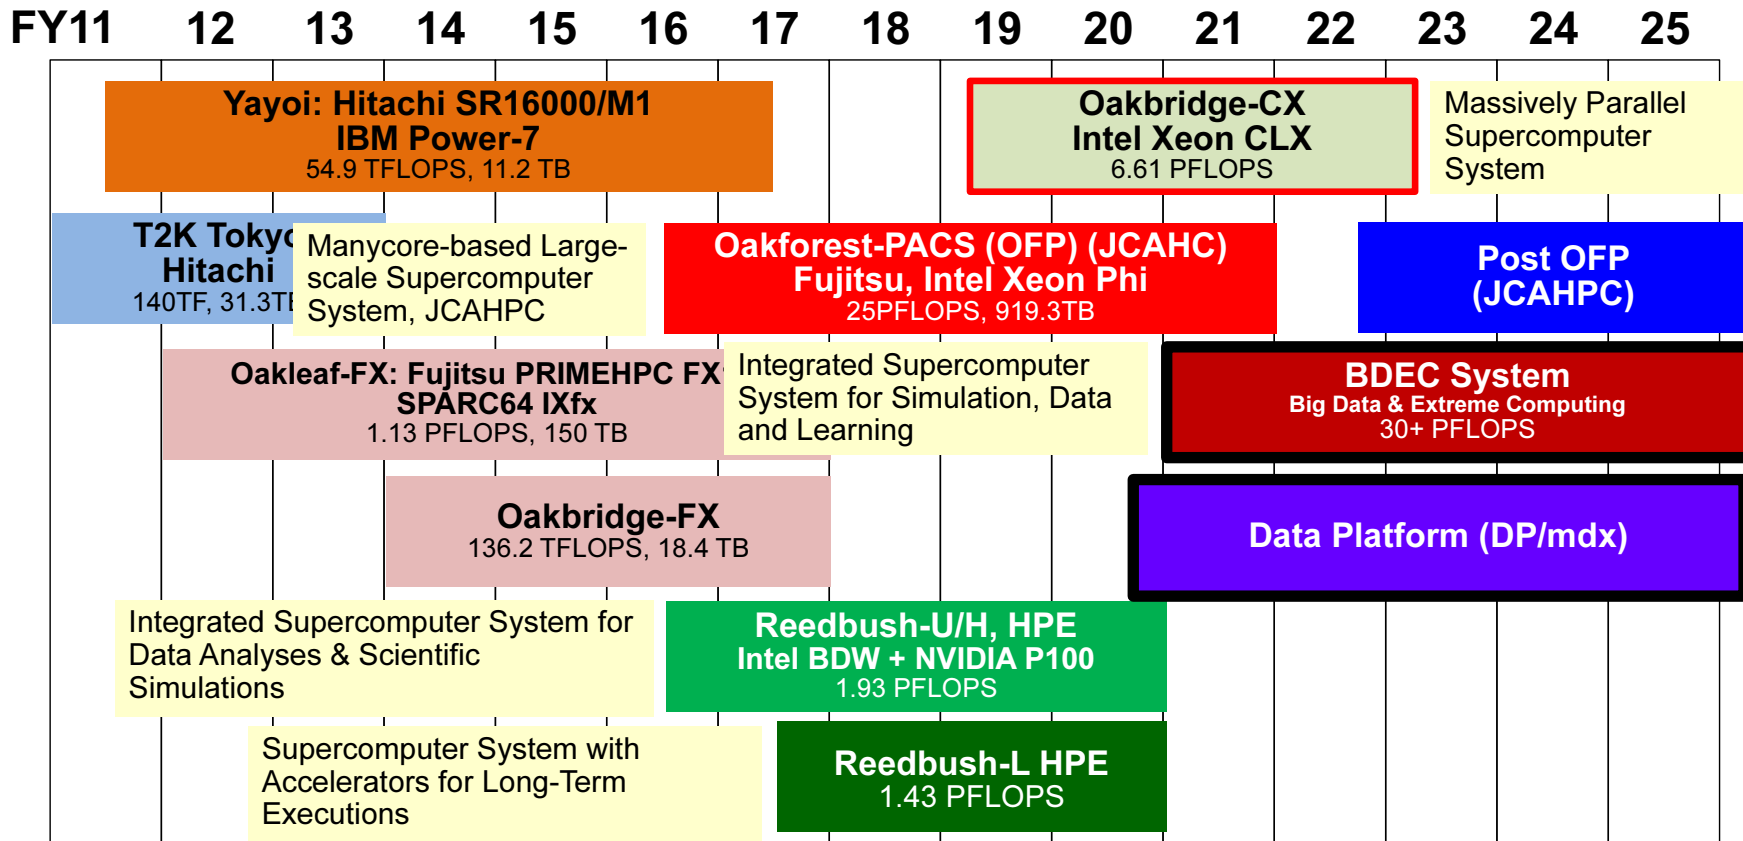 FY11 12 13 14 15 16 17 18 19 20 21 22 23 24 25
Yayoi: Hitachi SR16000/M1
IBM Power-7
54.9 TFLOPS, 11.2 TB
Oakbridge-CX
Intel Xeon CLX
6.61 PFLOPS
Massively Parallel
Supercomputer
System
T2K Tokyo
Hitachi
140TF, 31.3TB
Manycore-based Large-
scale Supercomputer
System, JCAHPC
Oakforest-PACS (OFP) (JCAHC)
Fujitsu, Intel Xeon Phi
25PFLOPS, 919.3TB
Post OFP
(JCAHPC)
Oakleaf-FX: Fujitsu PRIMEHPC FX
SPARC64 IXfx
1.13 PFLOPS, 150 TB
Integrated Supercomputer
System for Simulation, Data
and Learning
BDEC System
Big Data & Extreme Computing
30+ PFLOPS
Oakbridge-FX
136.2 TFLOPS, 18.4 TB
Data Platform (DP/mdx)
Integrated Supercomputer System for
Data Analyses & Scientific
Simulations
Reedbush-U/H, HPE
Intel BDW + NVIDIA P100
1.93 PFLOPS
Supercomputer System with
Accelerators for Long-Term
Executions
Reedbush-L HPE
1.43 PFLOPS